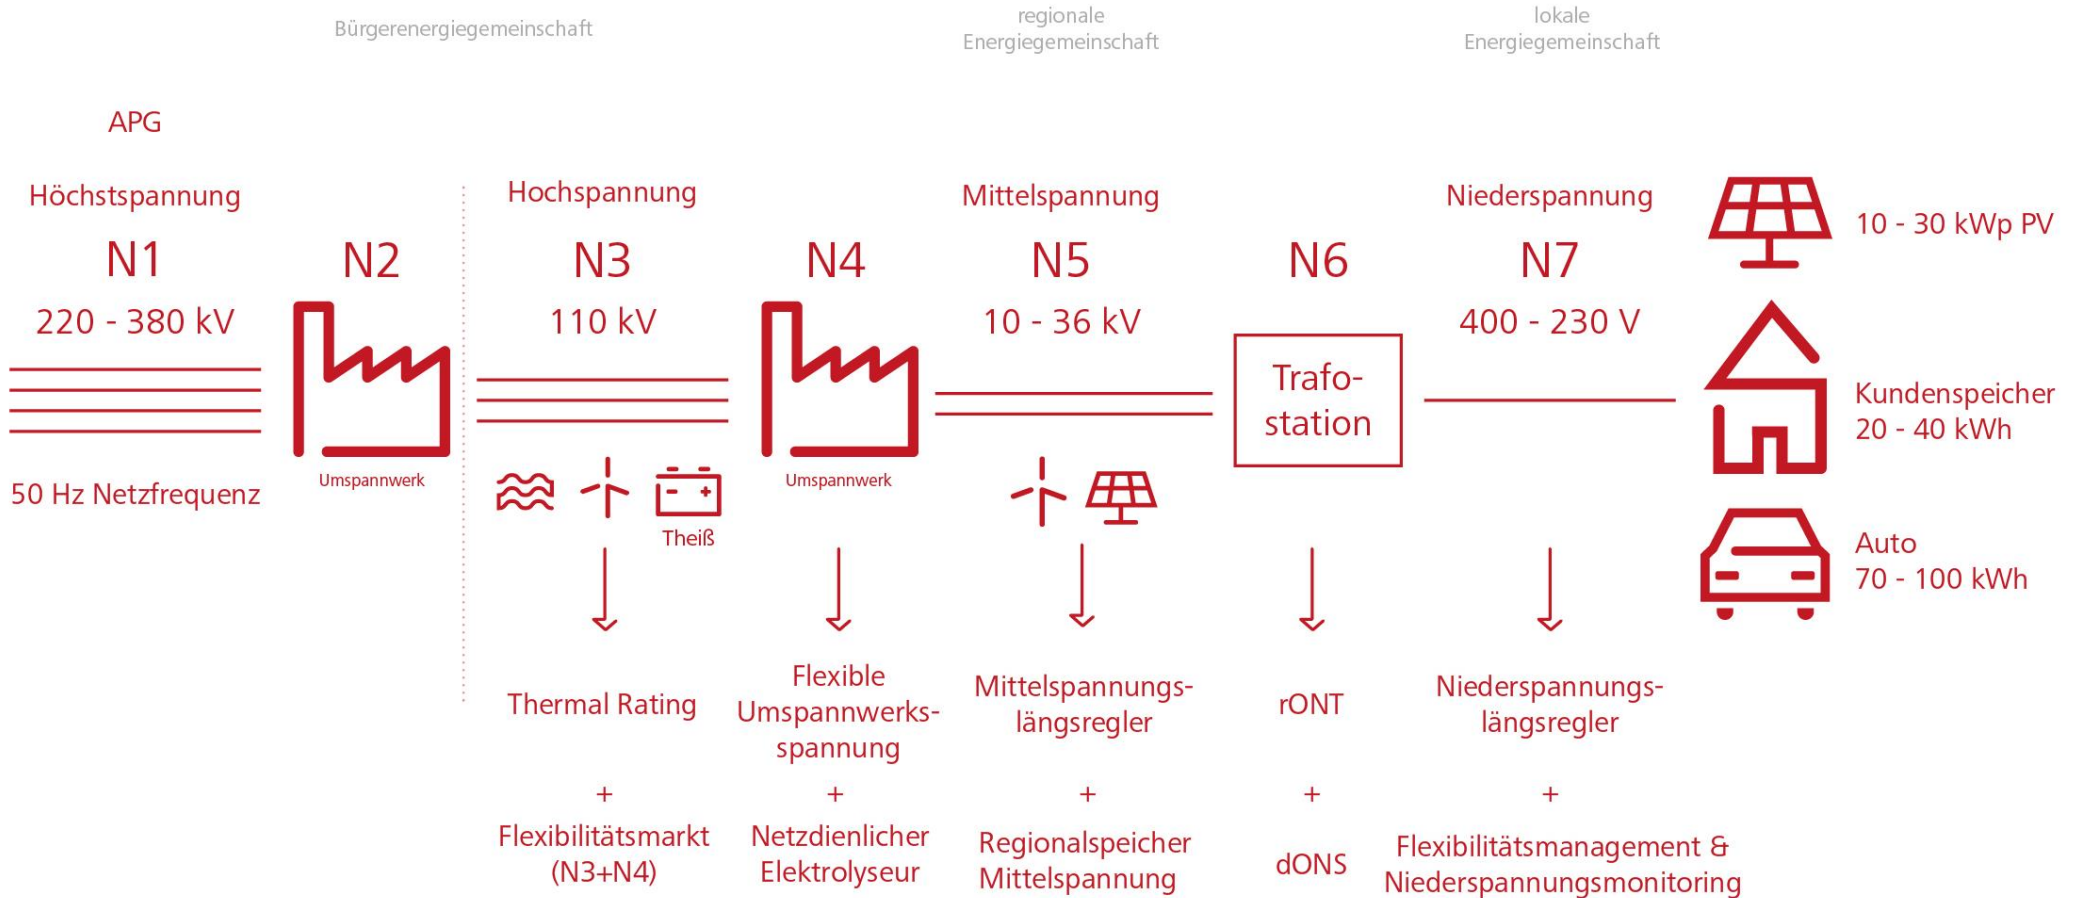 Bürgerenergiegemeinschaft
regionale
Energiegemeinschaft
lokale
Energiegemeinschaft
APG
Höchstspannung
N1
220 - 380 kV
50 Hz Netzfrequenz
N2
Umspannwerk
Hochspannung
N3
110 kV
Theiß
Thermal Rating
+
Flexibilitätsmarkt
(N3+N4)
N4
Umspannwerk
Flexible
Umspannwerks-
spannung
+
Netzdienlicher
Elektrolyseur
Mittelspannung
N5
10 - 36 kV
Mittelspannungs-
längsregler
+
Regionalspeicher
Mittelspannung
N6
Trafo-
station
rONT
+
dONS
Niederspannung
N7
400 - 230 V
Niederspannungs-
längsregler
+
Flexibilitätsmanagement &
Niederspannungsmonitoring
10 - 30 kWp PV
Kundenspeicher
20 - 40 kWh
Auto
70 - 100 kWh